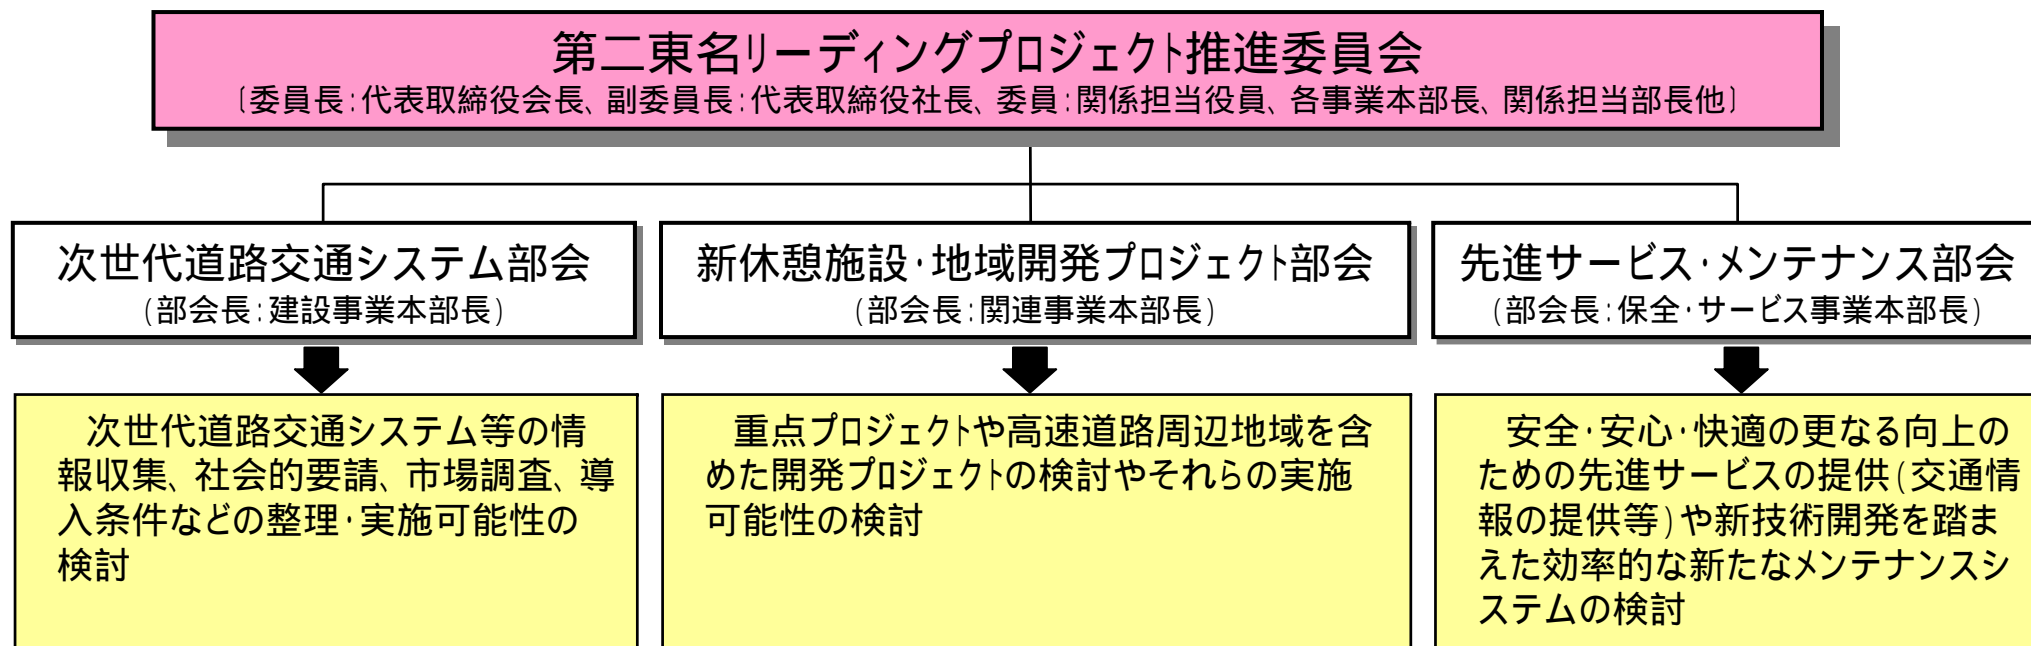 第二東名リーディングプロジェクト推進委員会
〔委員長：代表取締役会長、副委員長：代表取締役社長、委員：関係担当役員、各事業本部長、関係担当部長他〕
次世代道路交通システム部会
（部会長：建設事業本部長）
新休憩施設・地域開発プロジェクト部会
（部会長：関連事業本部長）
先進サービス・メンテナンス部会
（部会長：保全・サービス事業本部長）
次世代道路交通システム等の情
報収集、社会的要請、市場調査、導
入条件などの整理・実施可能性の
検討
重点プロジェクトや高速道路周辺地域を含
めた開発プロジェクトの検討やそれらの実施
可能性の検討
安全・安心・快適の更なる向上の
ための先進サービスの提供（交通情
報の提供等）や新技術開発を踏ま
えた効率的な新たなメンテナンスシ
ステムの検討